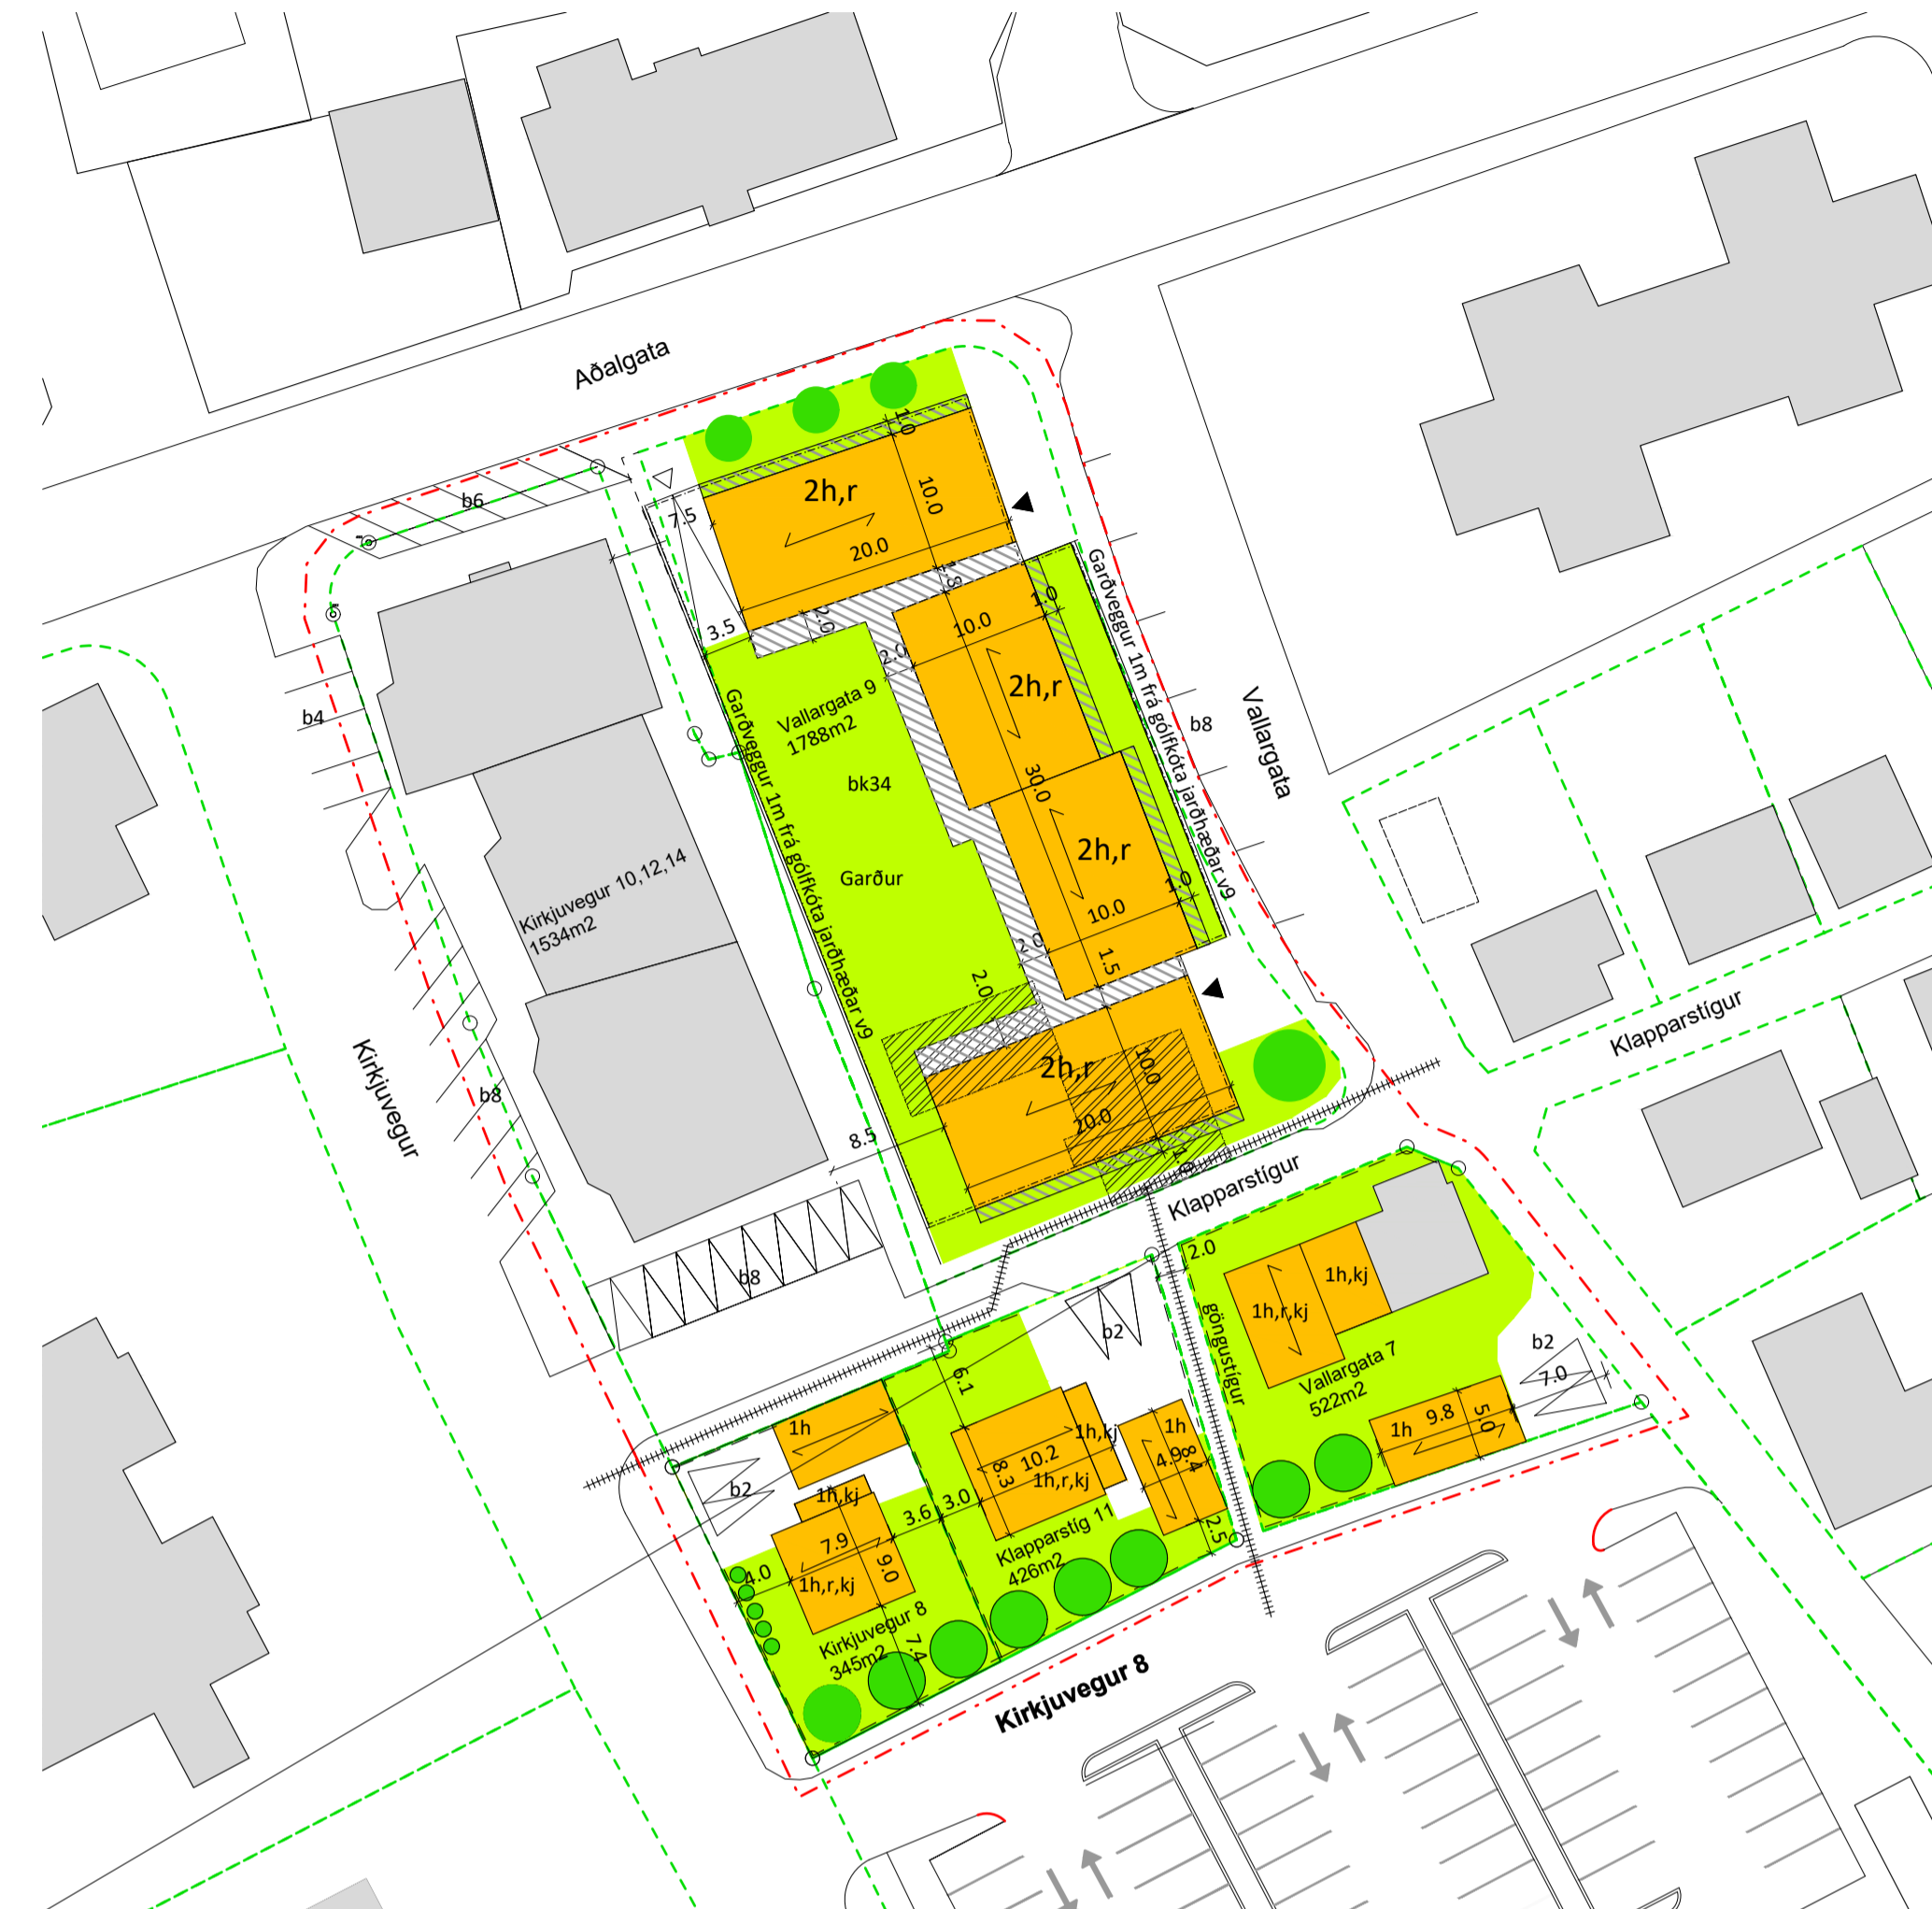 Aðalgata
1.0
b6
2h,r
10.0
7.5
20.0
1.8
Garðveggur 1m frá gólfkóta jarðhæðar v9
1.0
2.0
3.5
10.0
2.0
2h,r
Vallargata 9
1788m2
b4
b8
Vallargata
Garðveggur 1m frá gólfkóta jarðhæðar v9
bk34
30.0
2h,r
Garður
Kirkjuvegur 10,12,14
1534m2
1.0
10.0
2.0
1.5
2.0
Klapparstígur
Kirkjuvegur
2h,r
10.0
b8
20.0
8.5
1.0
Klapparstígur
2.0
b8
1h,kj
1h,r,kj
göngustígur
b2
b2
7.0
Vallargata 7
522m2
6.1
1h
9.8
5.0
1h
1h,kj
1h
8.3
10.2
1h,r,kj
4.9
8.4
b2
1h,kj
3.6
3.0
2.5
7.9
9.0
4.0
1h,r,kj
Klapparstíg 11
426m2
Kirkjuvegur 8
345m2
7.4
Kirkjuvegur 8